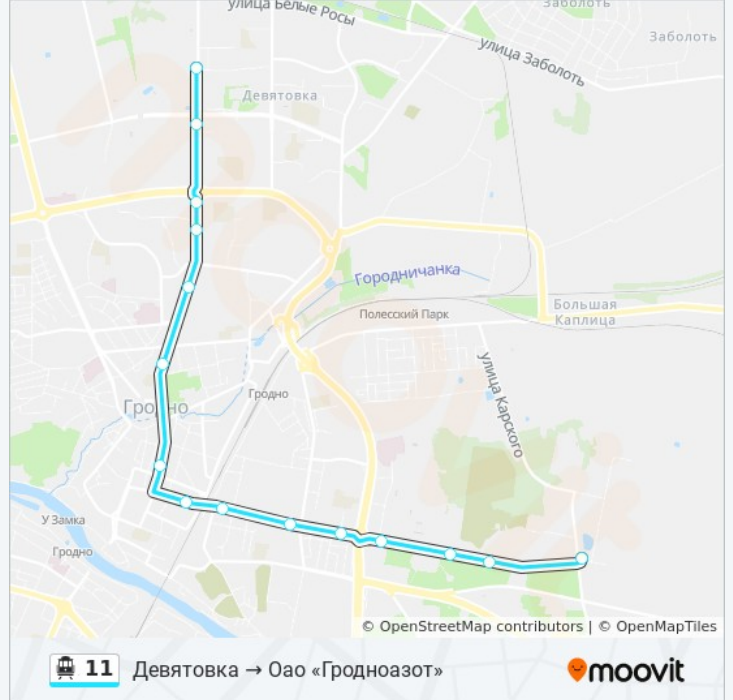 улица Белые Росы
Заболоть
улица Заболоть
Заболоть
Девятовка
Городничанка
Большая
Каплица
Полесский Парк
улица Карского
Гродно
Гродно
У Замка
Гродно
© OpenStreetMap contributors | © OpenMapTiles
11 Девятовка → Оао «Гродноазот»
moovit